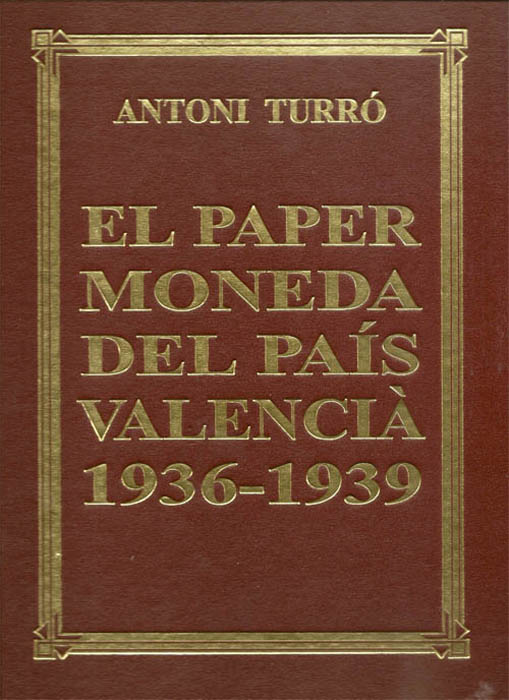 ANTONI TURRÓ
EL PAPER
MONEDA
DEL PAÍS
VALENCIÀ
1936-1939